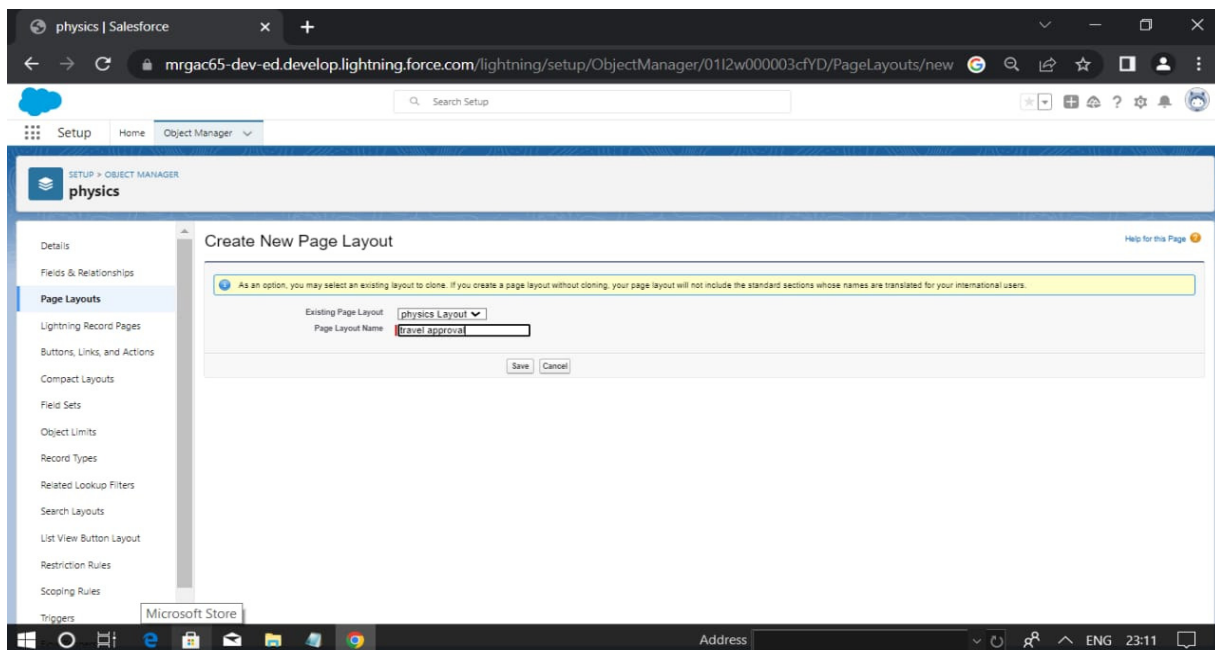 physics | Salesforce
mrgac65-dev-ed.develop.lightning.force.com/lightning/setup/ObjectManager/01I2w000003cfYD/PageLayouts/new
Search Setup
Setup Home Object Manager
SETUP > OBJECT MANAGER
physics
Details
Fields & Relationships
Page Layouts
Lightning Record Pages
Buttons, Links, and Actions
Compact Layouts
Field Sets
Object Limits
Record Types
Related Lookup Filters
Search Layouts
List View Button Layout
Restriction Rules
Scoping Rules
Triggers
Create New Page Layout
Help for this Page
As an option, you may select an existing layout to clone. If you create a page layout without cloning, your page layout will not include the standard sections whose names are translated for your international users.
Existing Page Layout physics Layout
Page Layout Name travel approval
Save Cancel
Microsoft Store
Address
ENG 23:11